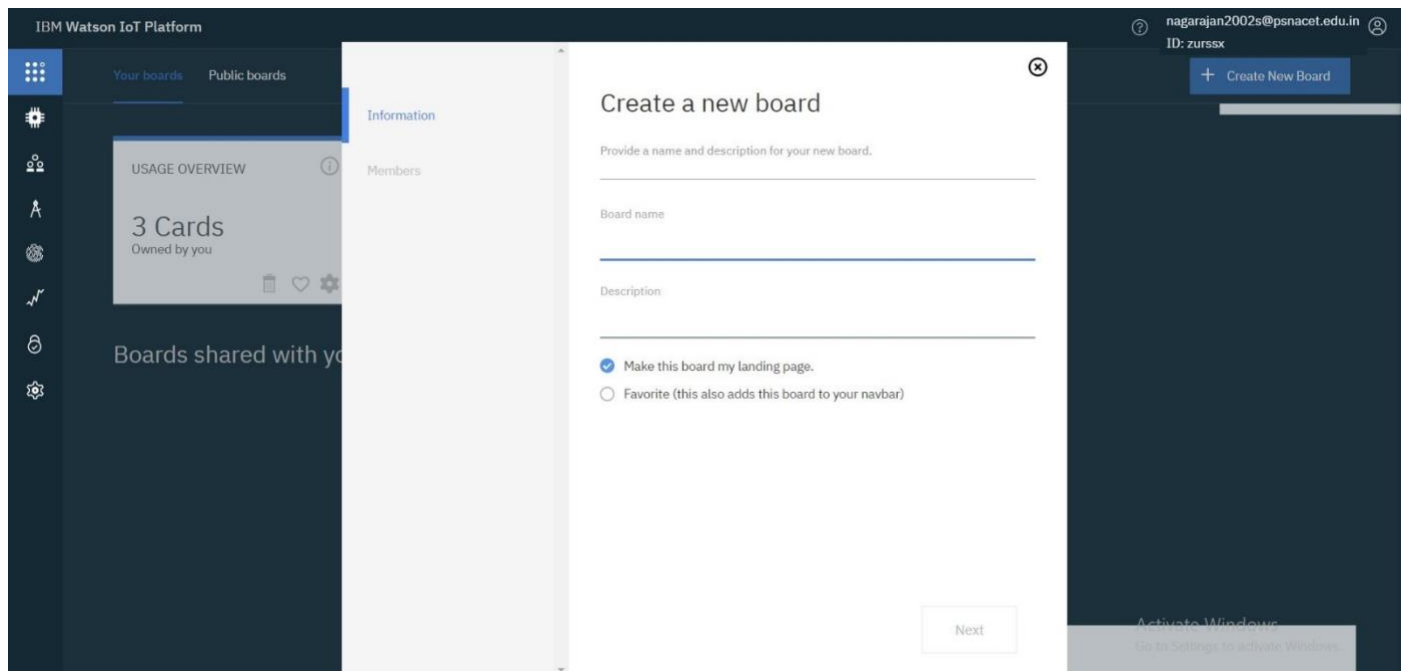 IBM Watson IoT Platform
nagarajan2002s@psnacet.edu.in
ID: zurssx
Your boards
Public boards
Create New Board
USAGE OVERVIEW
3 Cards
Owned by you
Boards shared with yo
Information
Members
Create a new board
Provide a name and description for your new board.
Board name
Description
Make this board my landing page.
Favorite (this also adds this board to your navbar)
Next
Activate Windows
Go to Settings to activate Windows.